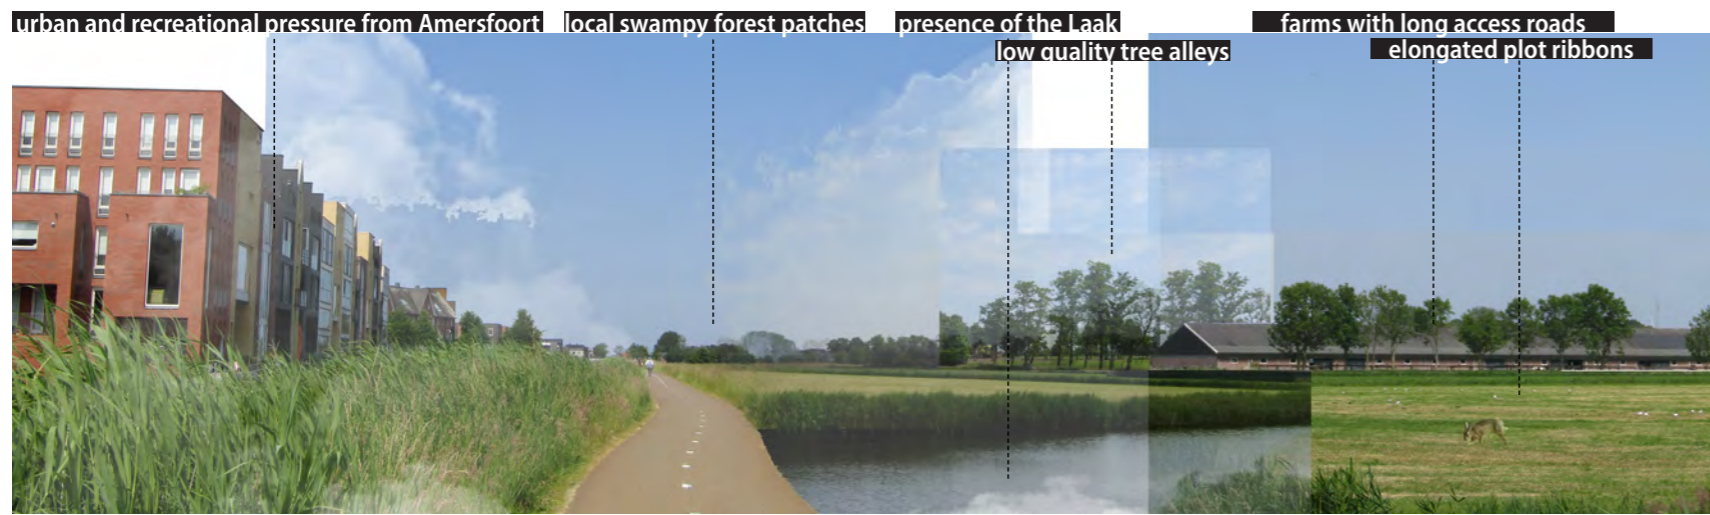 urban and recreational pressure from Amersfoort
local swampy forest patches
presence of the Laak
farms with long access roads
low quality tree alleys
elongated plot ribbons